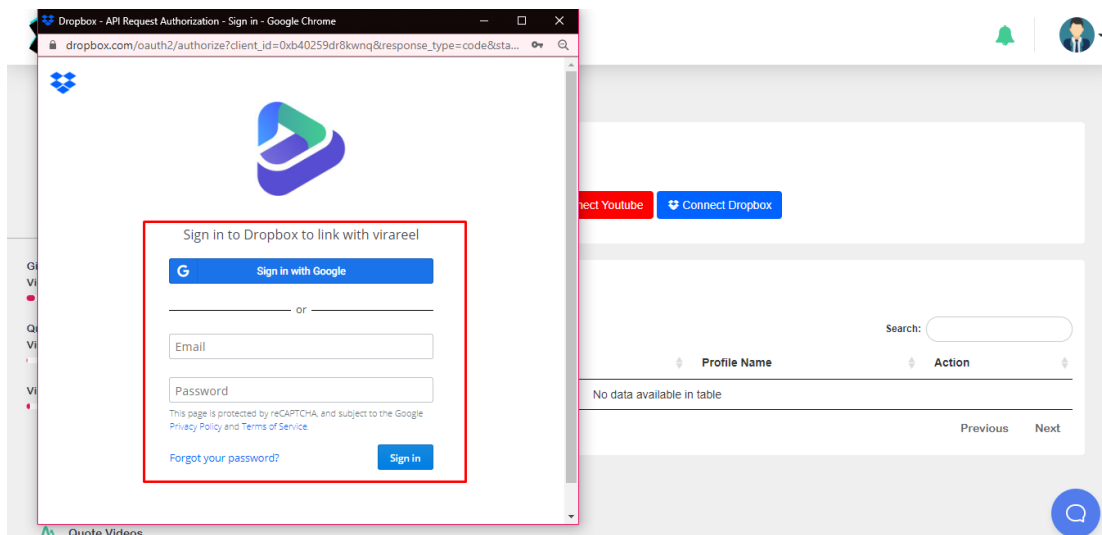 Dropbox - API Request Authorization - Sign in - Google Chrome
dropbox.com/oauth2/authorize?client_id=0xb40259dr8kwnq&response_type=code&sta...
Sign in to Dropbox to link with virareel
G Sign in with Google
or
Email
Password
This page is protected by reCAPTCHA, and subject to the Google
Privacy Policy and Terms of Service.
Forgot your password?
Sign in
Connect Dropbox
Youtube
Search:
Profile Name
Action
No data available in table
Previous
Next
Quote Videos